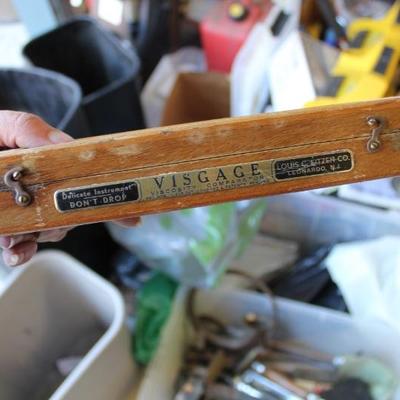 Delicate Instrument
DON'T DROP
VISGAGE
VISCOSITY COMPARATOR
LOUIS C. EITZEN CO.
LEONARDO, N.J.